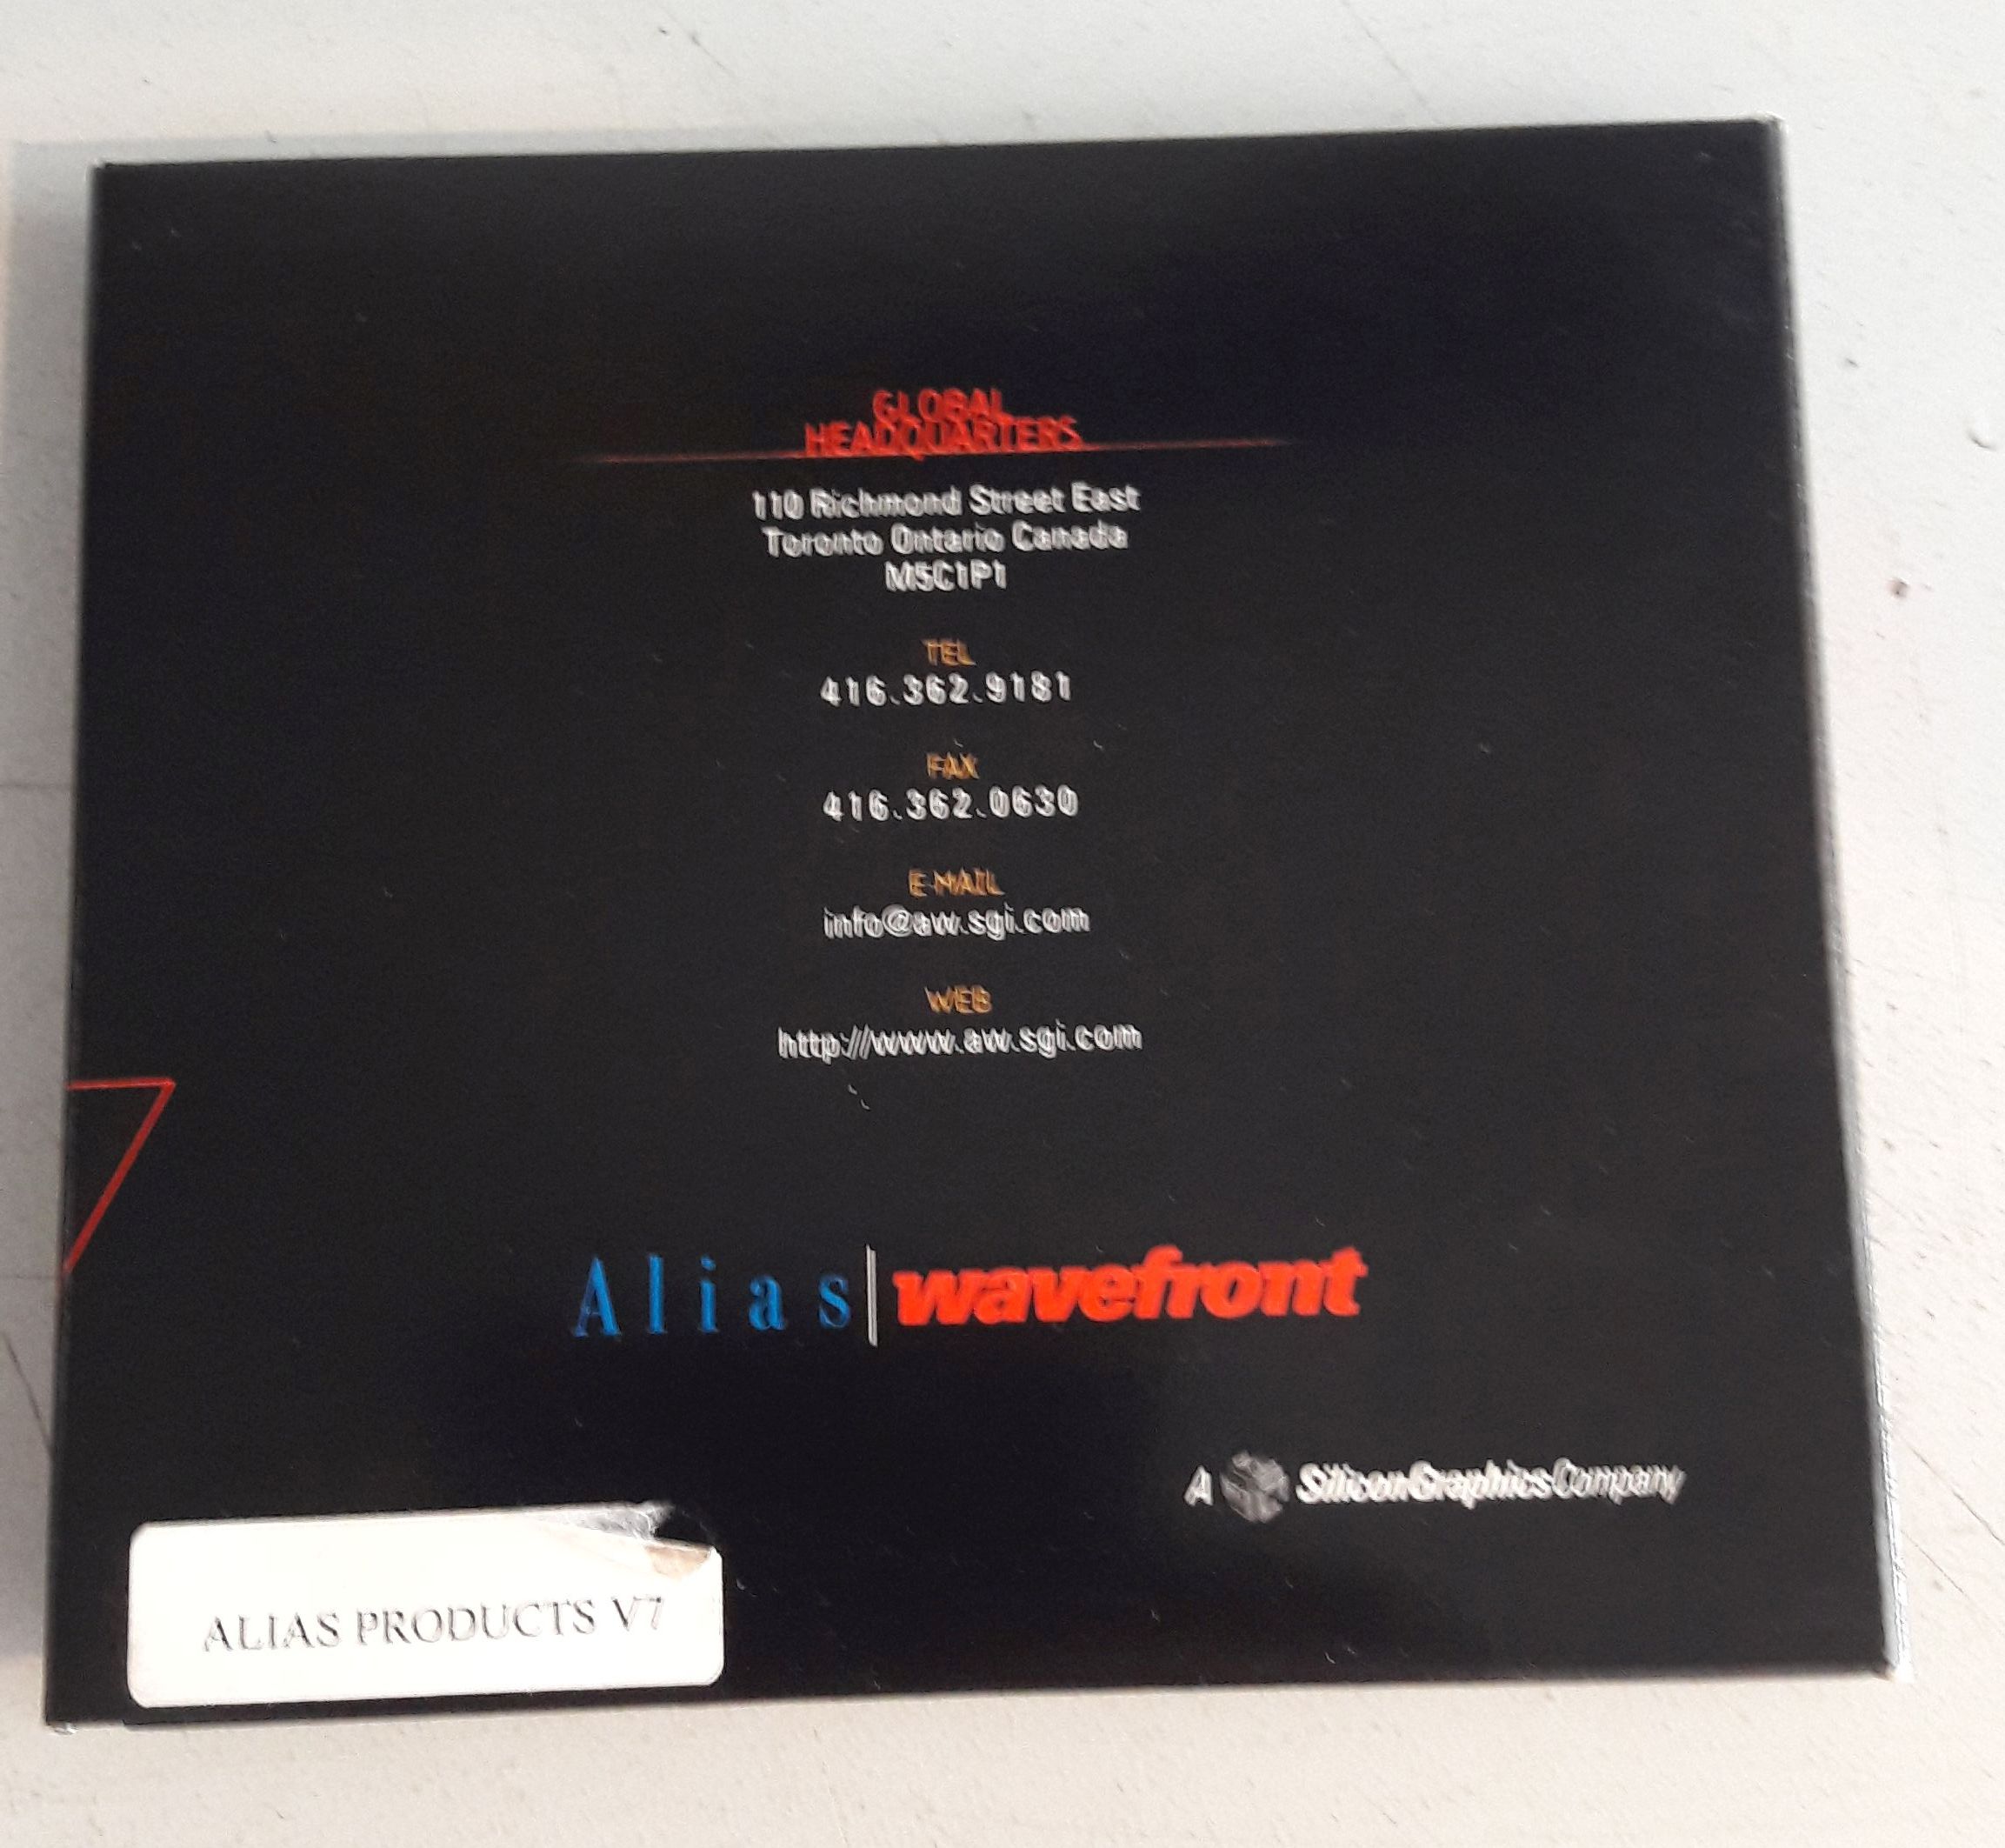 GLOBAL
HEADQUARTERS
110 Richmond Street East
Toronto Ontario Canada
M5C1P1
TEL
416.362.9181
FAX
416.362.0630
E-MAIL
info@aw.sgi.com
WEB
http://www.aw.sgi.com
Alias|wavefront
A SiliconGraphics Company
ALIAS PRODUCTS V7